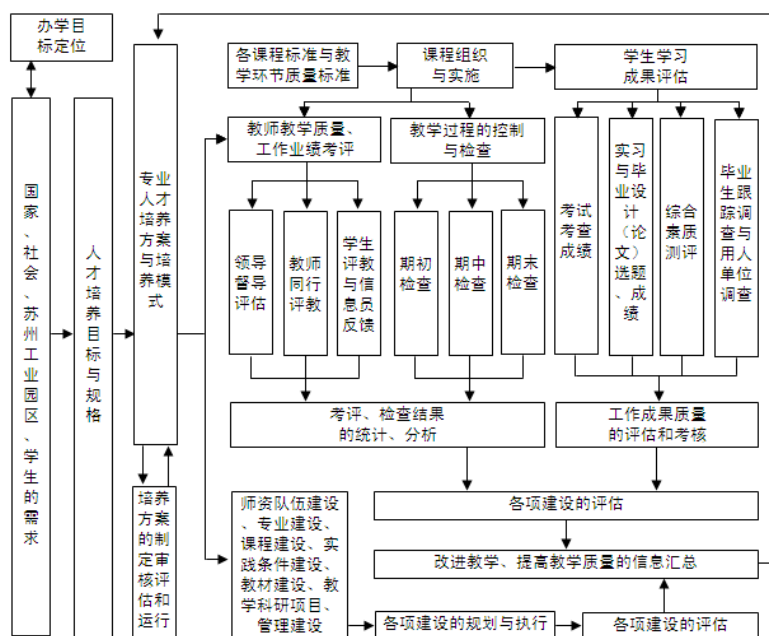 办学目
标定位
国家、社会、苏州工业园区、学生的需求
人才培养目标与规格
专业
人才
培养
方案
与培
养模
式
培养
方案
的制
定审
核评
估和
运行
各课程标准与教
学环节质量标准
课程组织
与实施
学生学习
成果评估
教师教学质量、
工作业绩考评
教学过程的控制
与检查
领导
督导
评估
教师
同行
评教
学生
评教
与信
息员
反馈
期初
检查
期中
检查
期末
检查
考试
考查
成绩
实习
与毕
业设
计
（论
文）
选题
、成
绩
综合
素质
测评
毕业
生跟
踪调
查与
用人
单位
调查
考评、检查结果
的统计、分析
工作成果质量
的评估和考核
师资队伍建设
、专业建设、
课程建设、实
践条件建设、
教材建设、教
学科研项目、
管理建设
各项建设的评估
改进教学、提高教学质量的信息汇总
各项建设的规划与执行
各项建设的评估